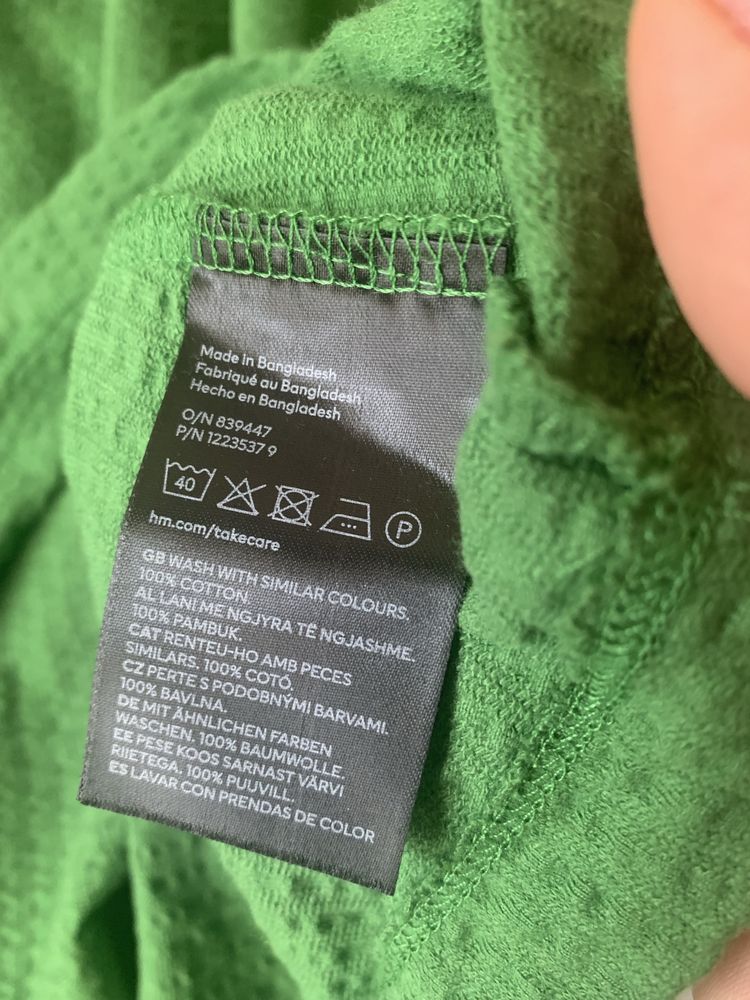 Made in Bangladesh
Fabriqué au Bangladesh
Hecho en Bangladesh
O/N 839447
P/N 1223537 9
40
P
hm.com/takecare
GB WASH WITH SIMILAR COLOURS.
100% COTTON
AL LANI ME NGJYRA TË NGJASHME.
100% PAMBUK.
CAT RENTEU-HO AMB PECES
SIMILARS. 100% COTÓ.
CZ PERTE S PODOBNÝMI BARVAMI.
100% BAVLNA.
DE MIT ÄHNLICHEN FARBEN
WASCHEN. 100% BAUMWOLLE.
EE PESE KOOS SARNAST VÄRVI
RIIETEGA. 100% PUUVILL.
ES LAVAR CON PRENDAS DE COLOR